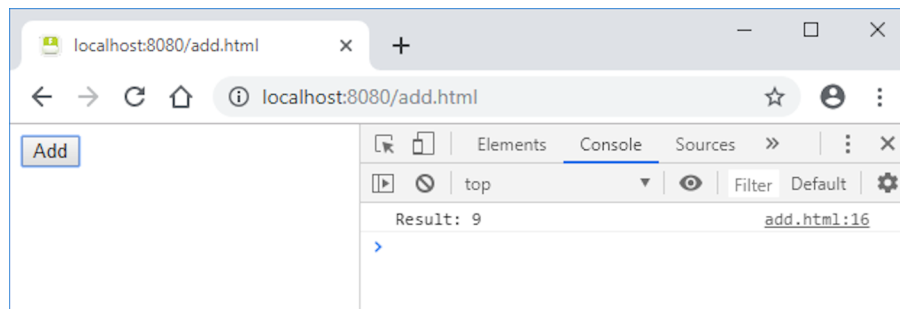 localhost:8080/add.html
localhost:8080/add.html
Add
Elements Console Sources »
top Filter Default
Result: 9 add.html:16